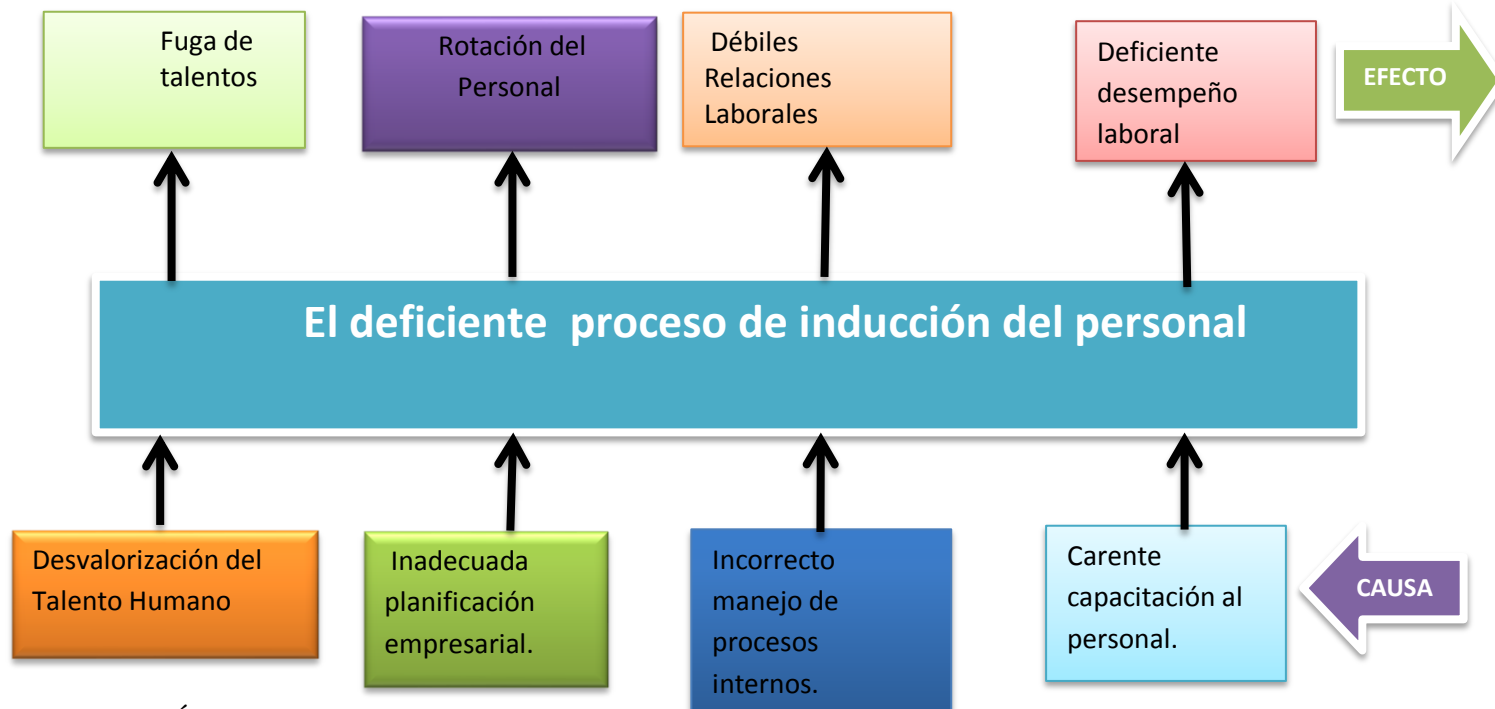 Fuga de
talentos
Rotación del
Personal
Débiles
Relaciones
Laborales
Deficiente
desempeño
laboral
EFECTO
El deficiente proceso de inducción del personal
Desvalorización del
Talento Humano
Inadecuada
planificación
empresarial.
Incorrecto
manejo de
procesos
internos.
Carente
capacitación al
personal.
CAUSA